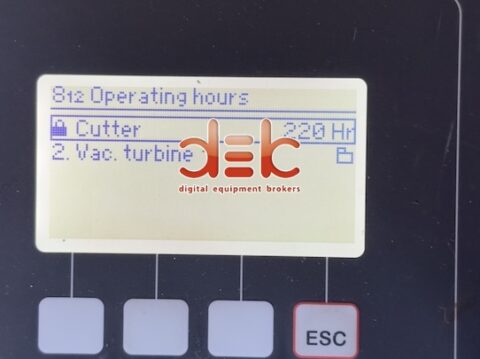 812 Operating hours
Cutter 220 Hr
2. Vac. turbine
deb
digital equipment brokers
ESC